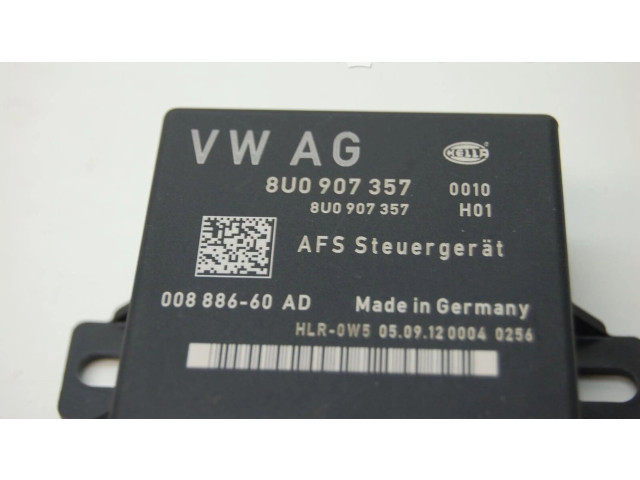 VW AG
HELLA
8U0 907 357 0010
8U0 907 357 H01
AFS Steuergerät
008 886-60 AD Made in Germany
HLR-0W5 05.09.12 0004 0256